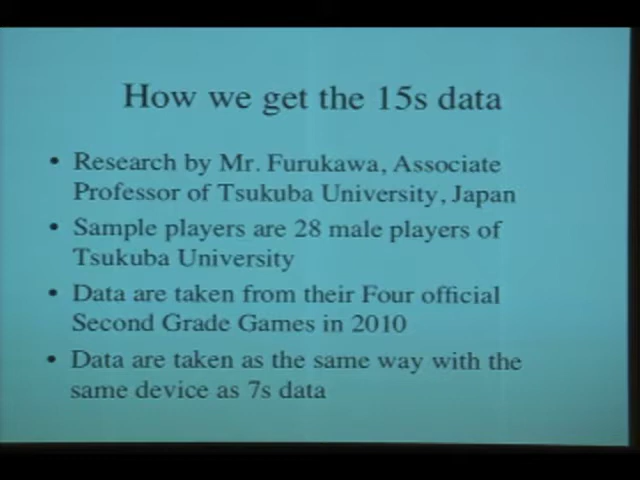 How we get the 15s data
• Research by Mr. Furukawa, Associate
Professor of Tsukuba University, Japan
• Sample players are 28 male players of
Tsukuba University
• Data are taken from their Four official
Second Grade Games in 2010
• Data are taken as the same way with the
same device as 7s data